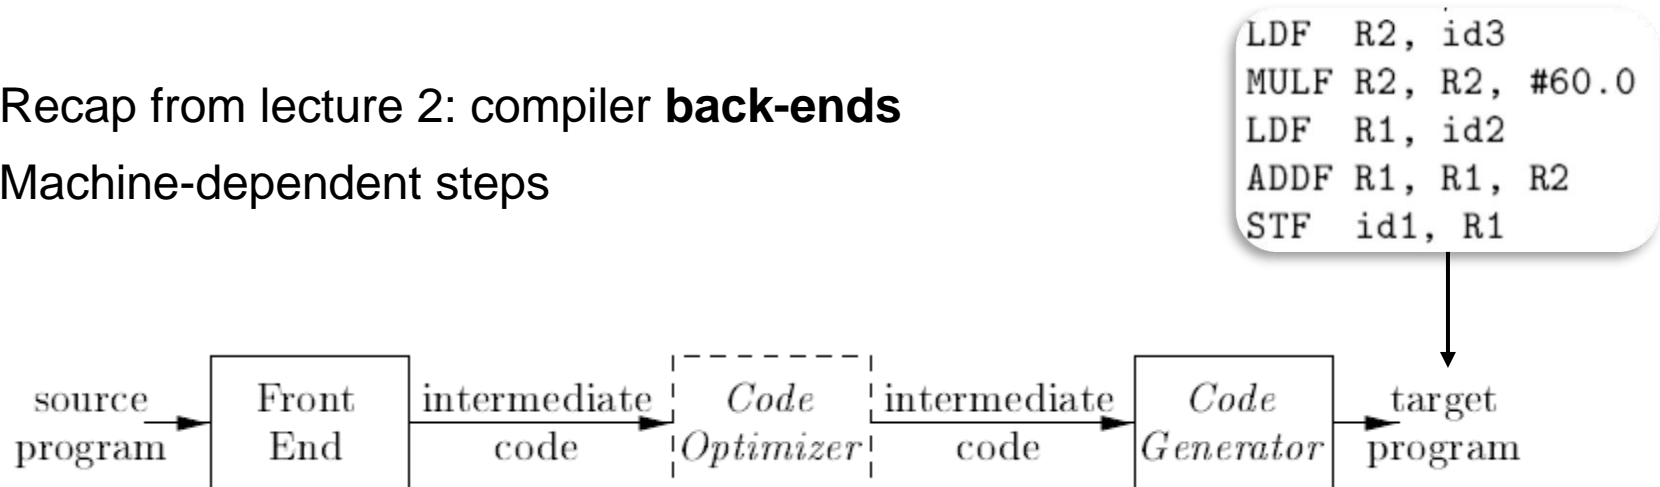 Recap from lecture 2: compiler back-ends
Machine-dependent steps
LDF R2, id3
MULF R2, R2, #60.0
LDF R1, id2
ADDF R1, R1, R2
STF id1, R1
source program
Front End
intermediate code
Code Optimizer
intermediate code
Code Generator
target program